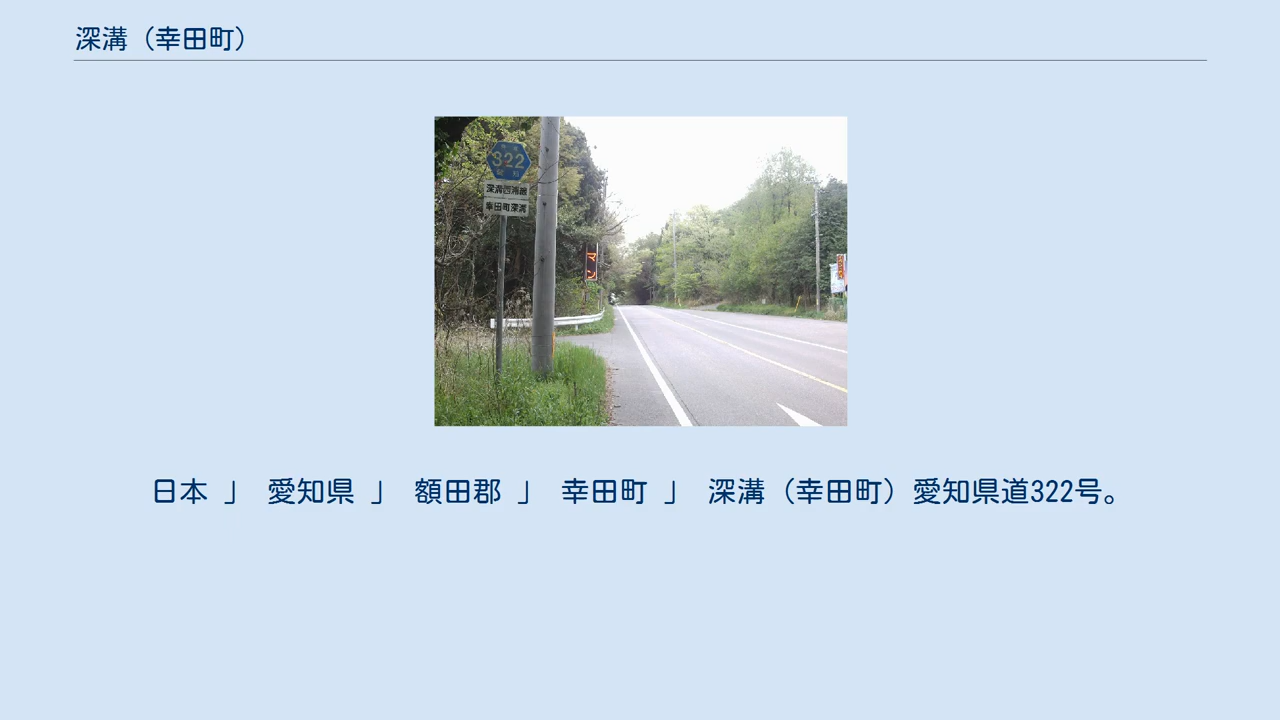 深溝（幸田町）
322
深溝西浦線
幸田町深溝
マン
日本 」 愛知県 」 額田郡 」 幸田町 」 深溝（幸田町）愛知県道322号。